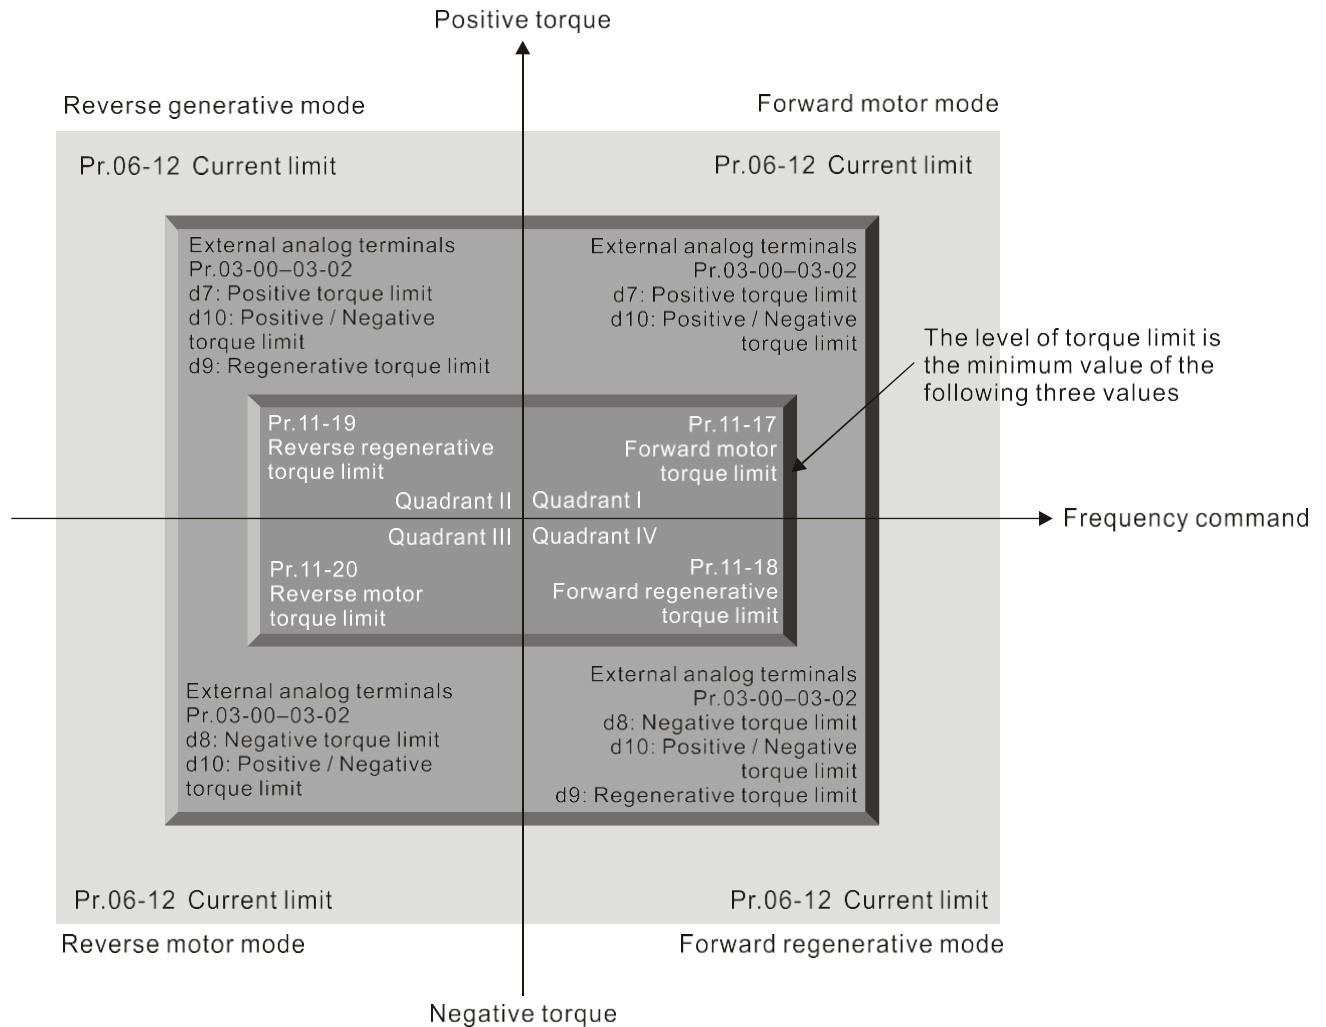 Positive torque
Reverse generative mode
Forward motor mode
Pr.06-12 Current limit
Pr.06-12 Current limit
External analog terminals
Pr.03-00–03-02
d7: Positive torque limit
d10: Positive / Negative
torque limit
d9: Regenerative torque limit
External analog terminals
Pr.03-00–03-02
d7: Positive torque limit
d10: Positive / Negative
torque limit
The level of torque limit is
the minimum value of the
following three values
Pr.11-19
Reverse regenerative
torque limit
Quadrant II
Pr.11-17
Forward motor
torque limit
Quadrant I
Frequency command
Quadrant III
Pr.11-20
Reverse motor
torque limit
Quadrant IV
Pr.11-18
Forward regenerative
torque limit
External analog terminals
Pr.03-00–03-02
d8: Negative torque limit
d10: Positive / Negative
torque limit
External analog terminals
Pr.03-00–03-02
d8: Negative torque limit
d10: Positive / Negative
torque limit
d9: Regenerative torque limit
Pr.06-12 Current limit
Pr.06-12 Current limit
Reverse motor mode
Forward regenerative mode
Negative torque